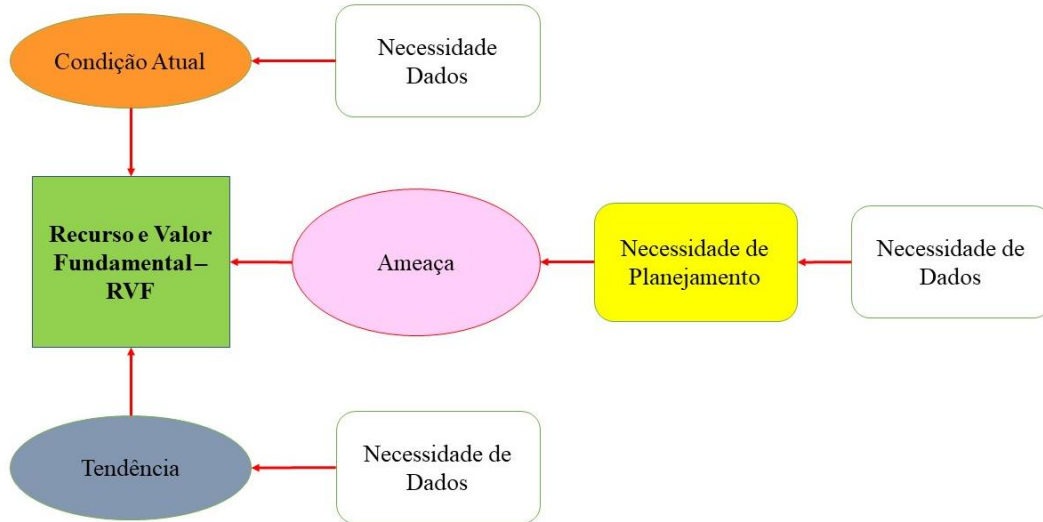 Condição Atual
Necessidade
Dados
Recurso e Valor
Fundamental–
RVF
Ameaça
Necessidade de
Planejamento
Necessidade de
Dados
Tendência
Necessidade de
Dados